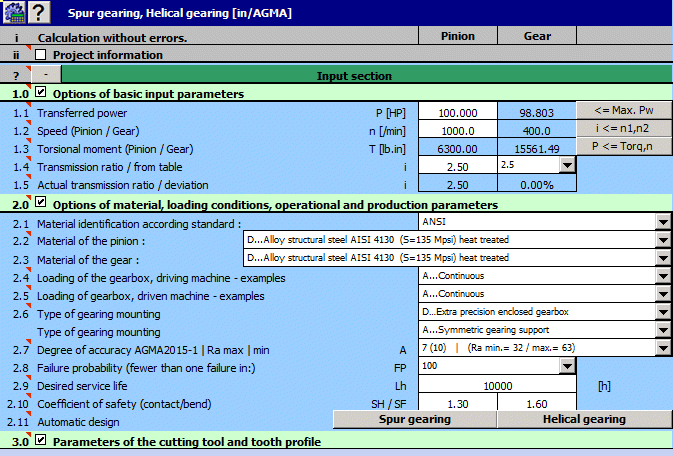 ? Spur gearing, Helical gearing [in/AGMA]
i Calculation without errors. Pinion Gear
ii Project information
? - Input section
1.0 Options of basic input parameters
1.1 Transferred power P [HP] 100.000 98.803 <= Max. Pw
1.2 Speed (Pinion / Gear) n [/min] 1000.0 400.0 i <= n1,n2
1.3 Torsional moment (Pinion / Gear) T [lb.in] 6300.00 15561.49 P <= Torq,n
1.4 Transmission ratio / from table i 2.50 2.5
1.5 Actual transmission ratio / deviation i 2.50 0.00%
2.0 Options of material, loading conditions, operational and production parameters
2.1 Material identification according standard : ANSI
2.2 Material of the pinion : D...Alloy structural steel AISI 4130 (S=135 Mpsi) heat treated
2.3 Material of the gear : D...Alloy structural steel AISI 4130 (S=135 Mpsi) heat treated
2.4 Loading of the gearbox, driving machine - examples A...Continuous
2.5 Loading of gearbox, driven machine - examples A...Continuous
2.6 Type of gearing mounting D...Extra precision enclosed gearbox
Type of gearing mounting A...Symmetric gearing support
2.7 Degree of accuracy AGMA2015-1 | Ra max | min A 7 (10) | (Ra min.= 32 / max.= 63)
2.8 Failure probability (fewer than one failure in:) FP 100
2.9 Desired service life Lh 10000 [h]
2.10 Coefficient of safety (contact/bend) SH / SF 1.30 1.60
2.11 Automatic design Spur gearing Helical gearing
3.0 Parameters of the cutting tool and tooth profile